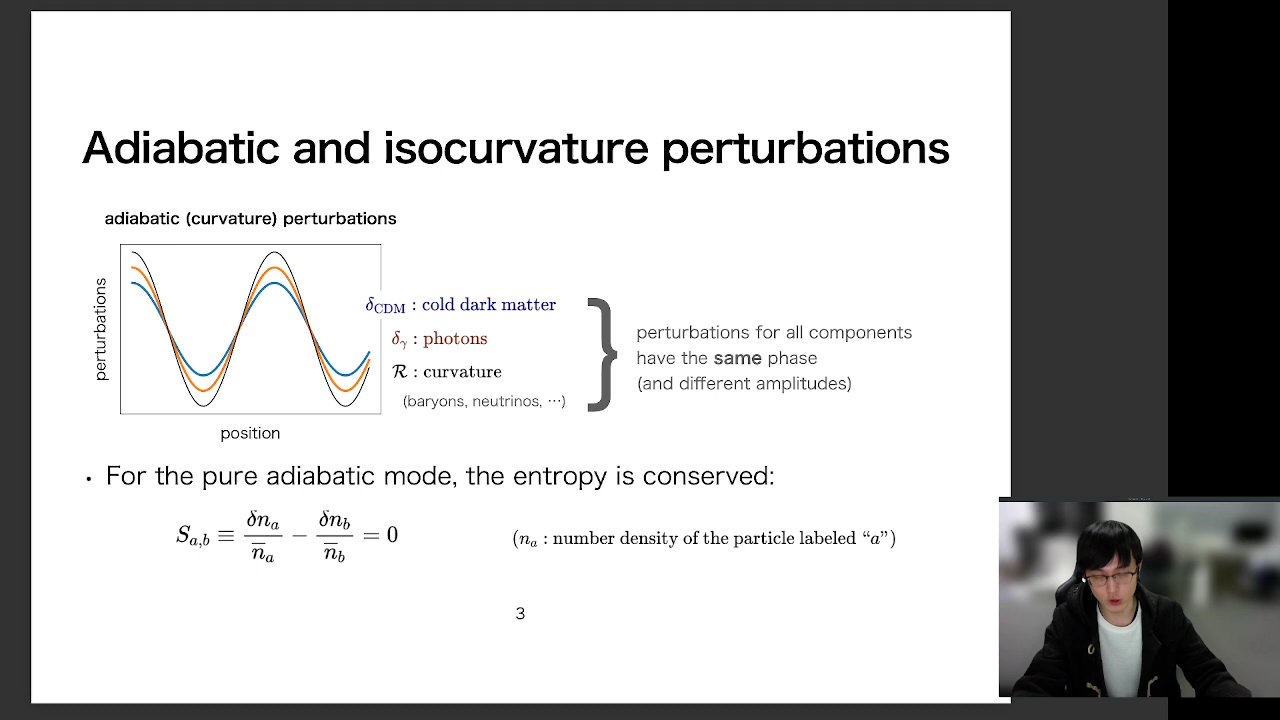 Adiabatic and isocurvature perturbations
adiabatic (curvature) perturbations
perturbations
position
δ_CDM : cold dark matter
δ_γ : photons
ℛ : curvature
(baryons, neutrinos, ⋯)
}
perturbations for all components
have the same phase
(and different amplitudes)
• For the pure adiabatic mode, the entropy is conserved:
S_{a,b} ≡ δn_a/n̅_a − δn_b/n̅_b = 0
(n_a : number density of the particle labeled “a”)
3